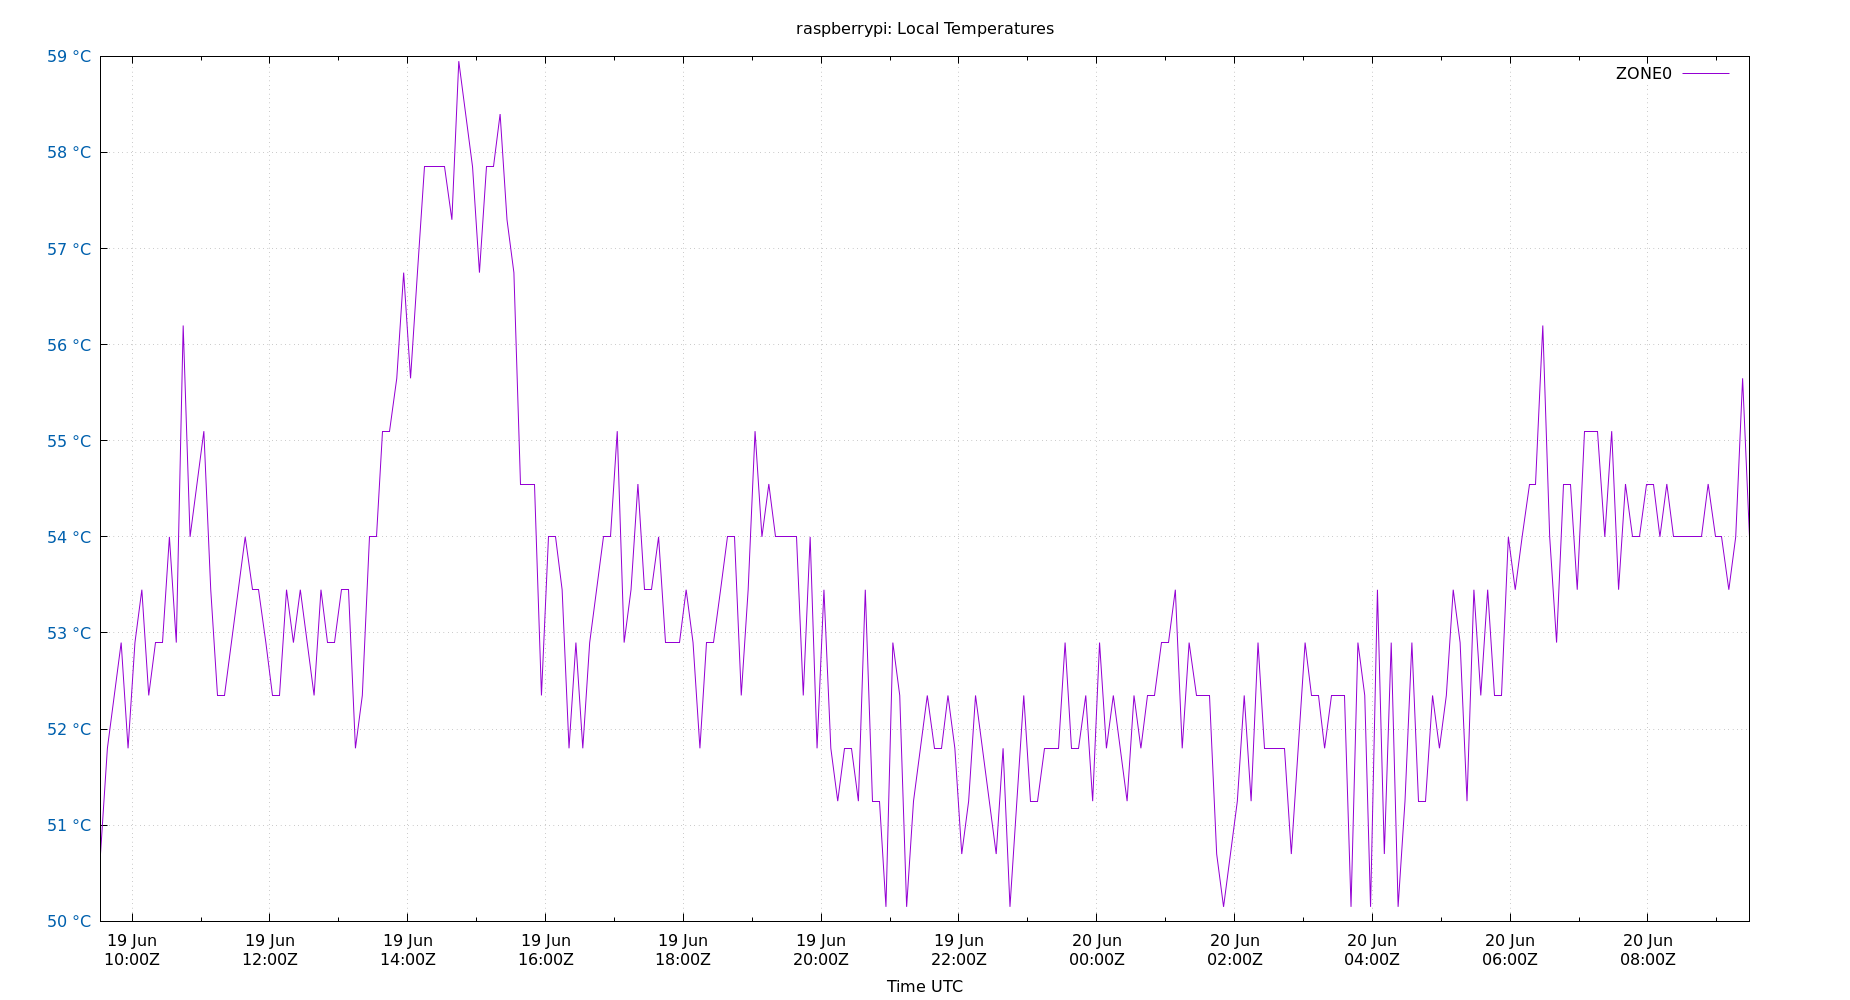 raspberrypi: Local Temperatures
59 °C
ZONE0
58 °C
57 °C
56 °C
55 °C
54 °C
53 °C
52 °C
51 °C
50 °C
19 Jun 19 Jun 19 Jun 19 Jun 19 Jun 19 Jun 19 Jun 20 Jun 20 Jun 20 Jun 20 Jun 20 Jun
10:00Z 12:00Z 14:00Z 16:00Z 18:00Z 20:00Z 22:00Z 00:00Z 02:00Z 04:00Z 06:00Z 08:00Z
Time UTC